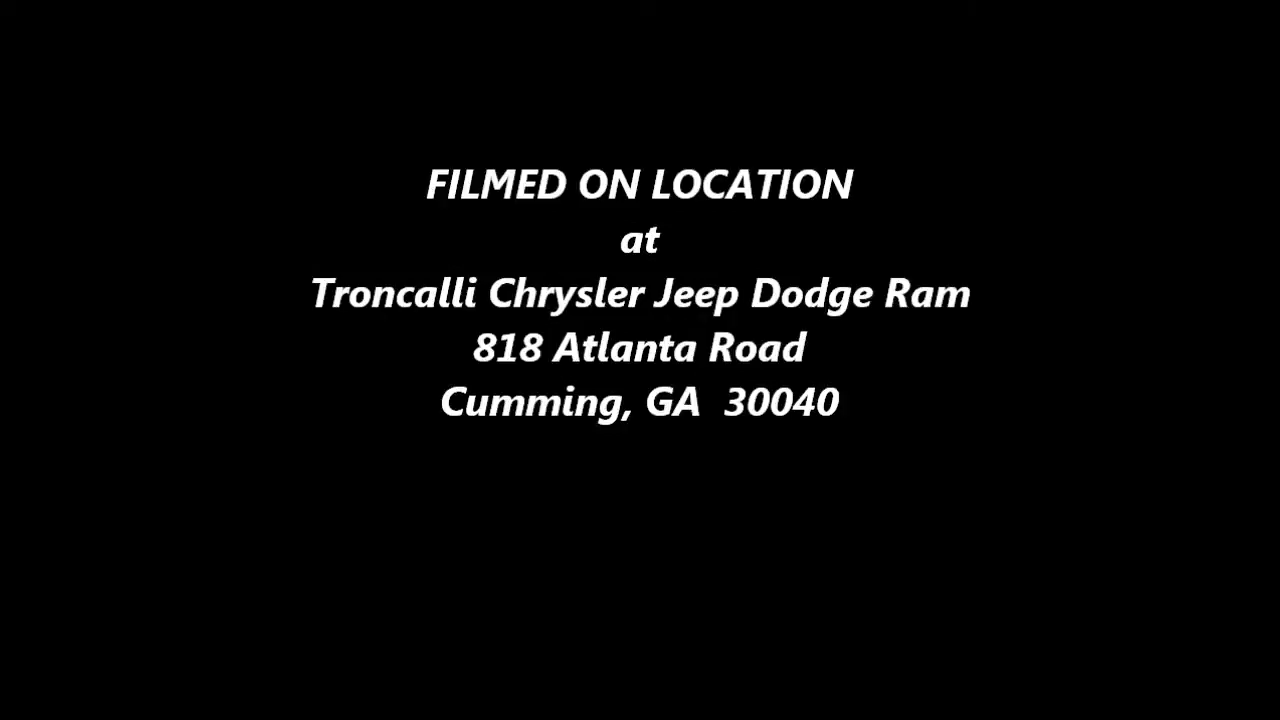 FILMED ON LOCATION
at
Troncalli Chrysler Jeep Dodge Ram
818 Atlanta Road
Cumming, GA  30040